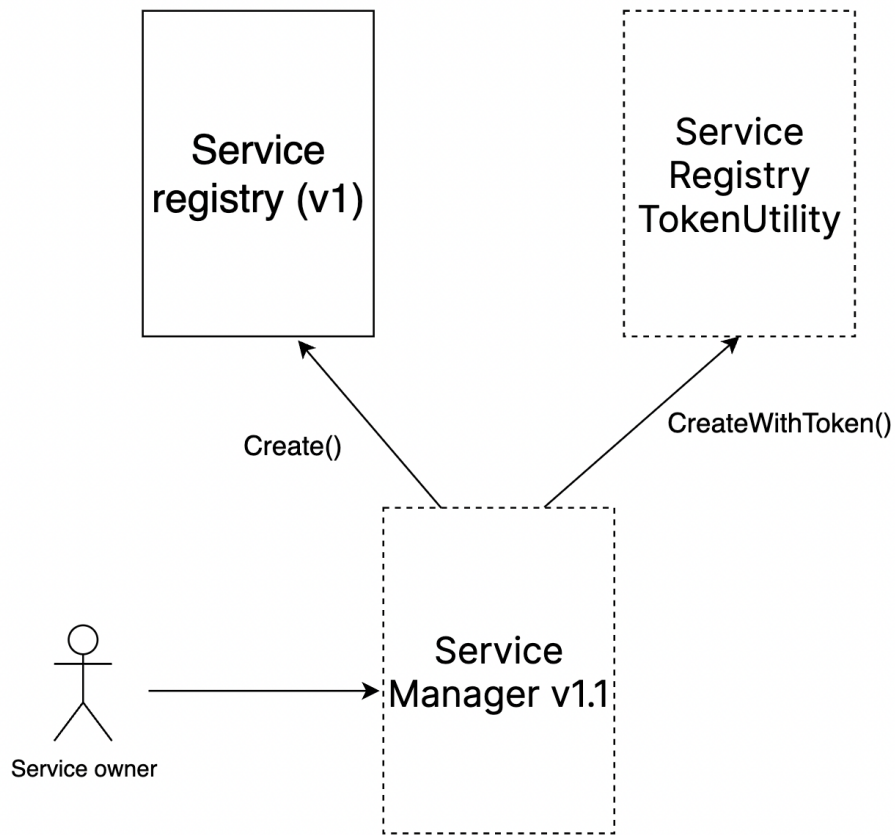 Service
registry (v1)
Service
Registry
TokenUtility
Create()
CreateWithToken()
Service
Manager v1.1
Service owner